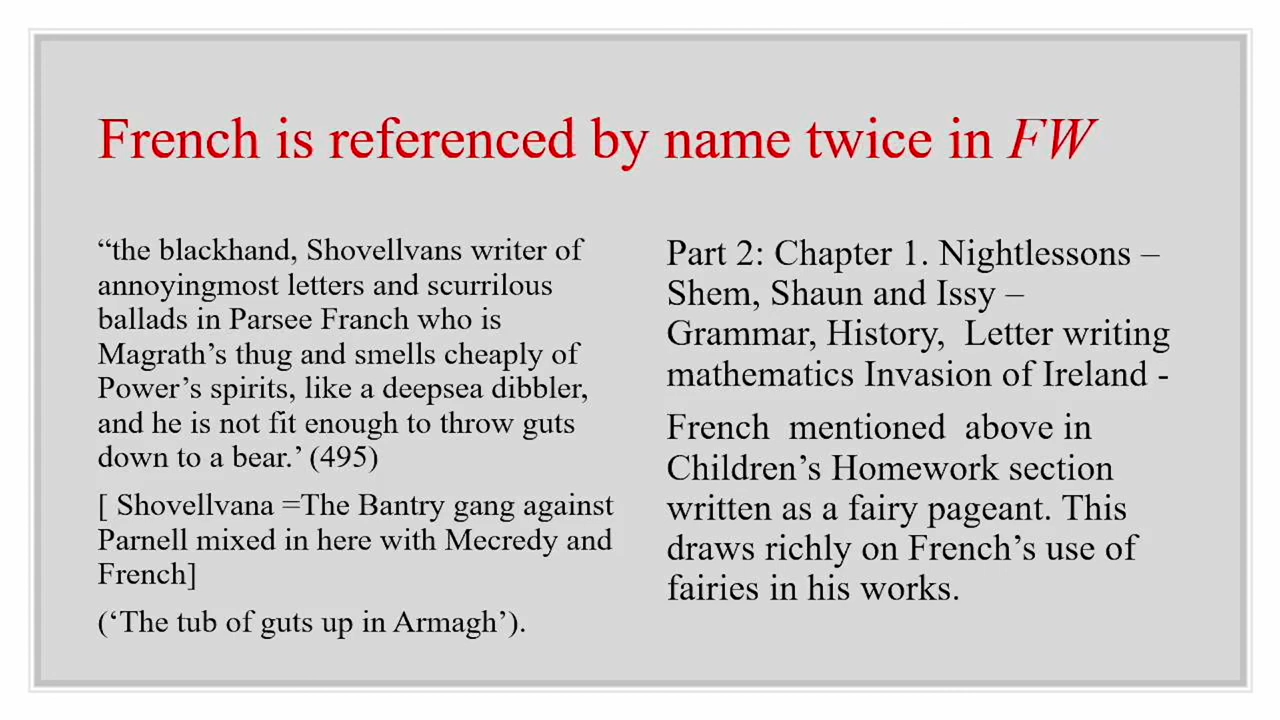 French is referenced by name twice in FW
“the blackhand, Shovellvans writer of
annoyingmost letters and scurrilous
ballads in Parsee Franch who is
Magrath’s thug and smells cheaply of
Power’s spirits, like a deepsea dibbler,
and he is not fit enough to throw guts
down to a bear.’ (495)
[ Shovellvana =The Bantry gang against
Parnell mixed in here with Mecredy and
French]
(‘The tub of guts up in Armagh’).
Part 2: Chapter 1. Nightlessons –
Shem, Shaun and Issy –
Grammar, History,  Letter writing
mathematics Invasion of Ireland -
French  mentioned  above in
Children’s Homework section
written as a fairy pageant. This
draws richly on French’s use of
fairies in his works.